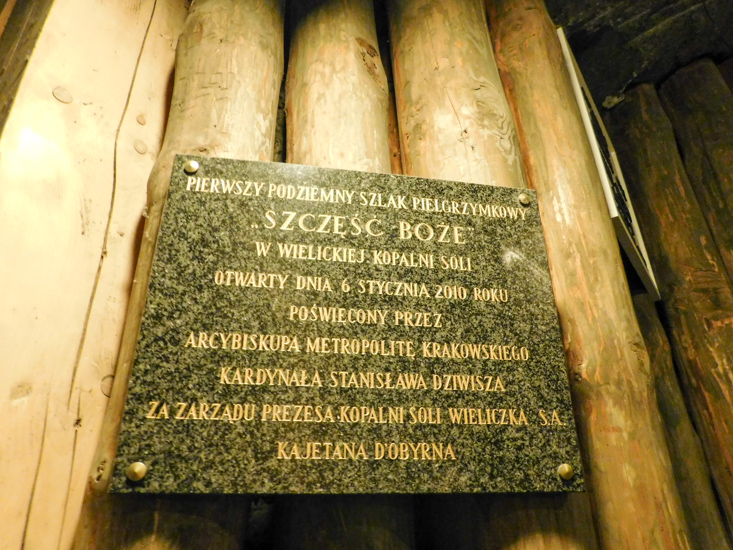 PIERWSZY PODZIEMNY SZLAK PIELGRZYMKOWY
„SZCZĘŚĆ BOŻE"
W WIELICKIEJ KOPALNI SOLI
OTWARTY DNIA 6 STYCZNIA 2010 ROKU
POŚWIĘCONY PRZEZ
ARCYBISKUPA METROPOLITĘ KRAKOWSKIEGO
KARDYNAŁA STANISŁAWA DZIWISZA
ZA ZARZĄDU PREZESA KOPALNI SOLI WIELICZKA S.A.
KAJETANA D'OBYRNA